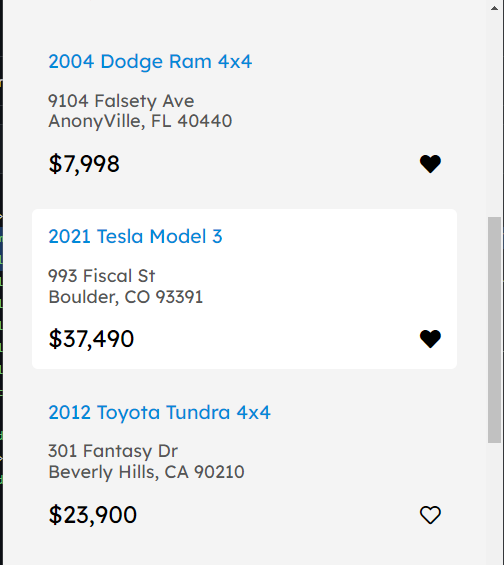 2004 Dodge Ram 4x4
9104 Falsety Ave
AnonyVille, FL 40440
$7,998
2021 Tesla Model 3
993 Fiscal St
Boulder, CO 93391
$37,490
2012 Toyota Tundra 4x4
301 Fantasy Dr
Beverly Hills, CA 90210
$23,900